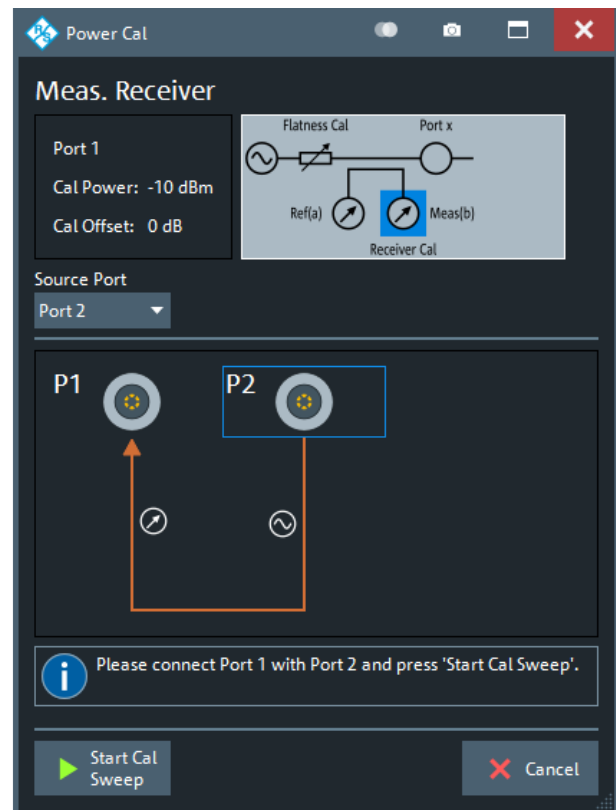 Power Cal
Meas. Receiver
Port 1
Cal Power: -10 dBm
Cal Offset: 0 dB
Flatness Cal
Port x
Ref(a)
Meas(b)
Receiver Cal
Source Port
Port 2
P1
P2
Please connect Port 1 with Port 2 and press 'Start Cal Sweep'.
Start Cal
Sweep
Cancel